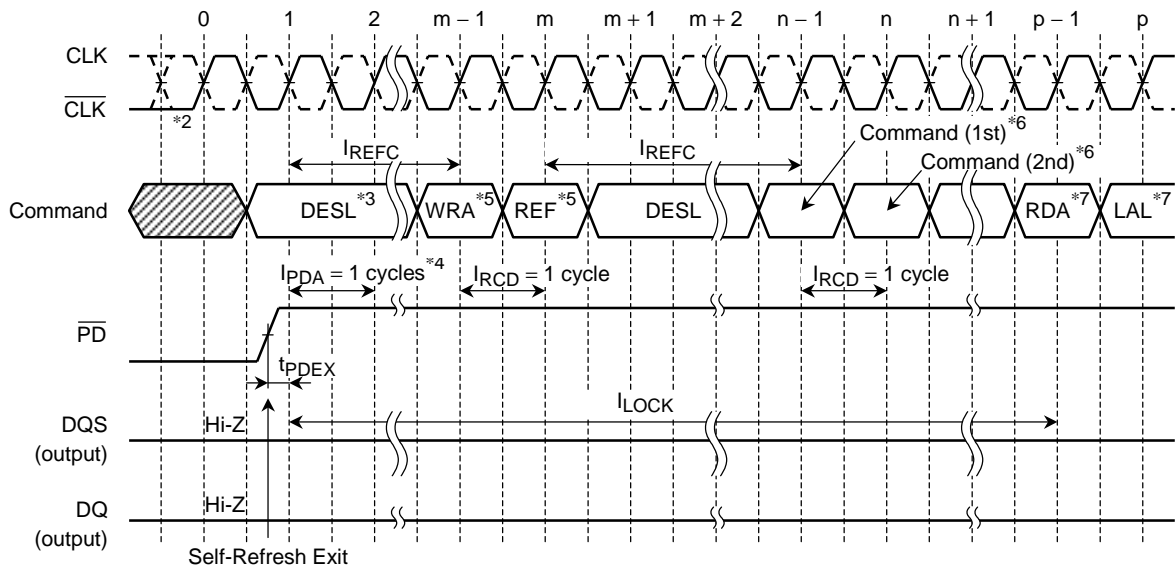 0 1 2 m − 1 m m + 1 m + 2 n - 1 n n + 1 p − 1 p
CLK
CLK
*2
Command (1st)*6
IREFC IREFC
Command (2nd)*6
Command DESL*3 WRA*5 REF*5 DESL RDA*7 LAL*7
IPDA = 1 cycles*4 IRCD = 1 cycle IRCD = 1 cycle
PD
tPDEX
ILOCK
DQS
(output)
Hi-Z
DQ
(output)
Hi-Z
Self-Refresh Exit